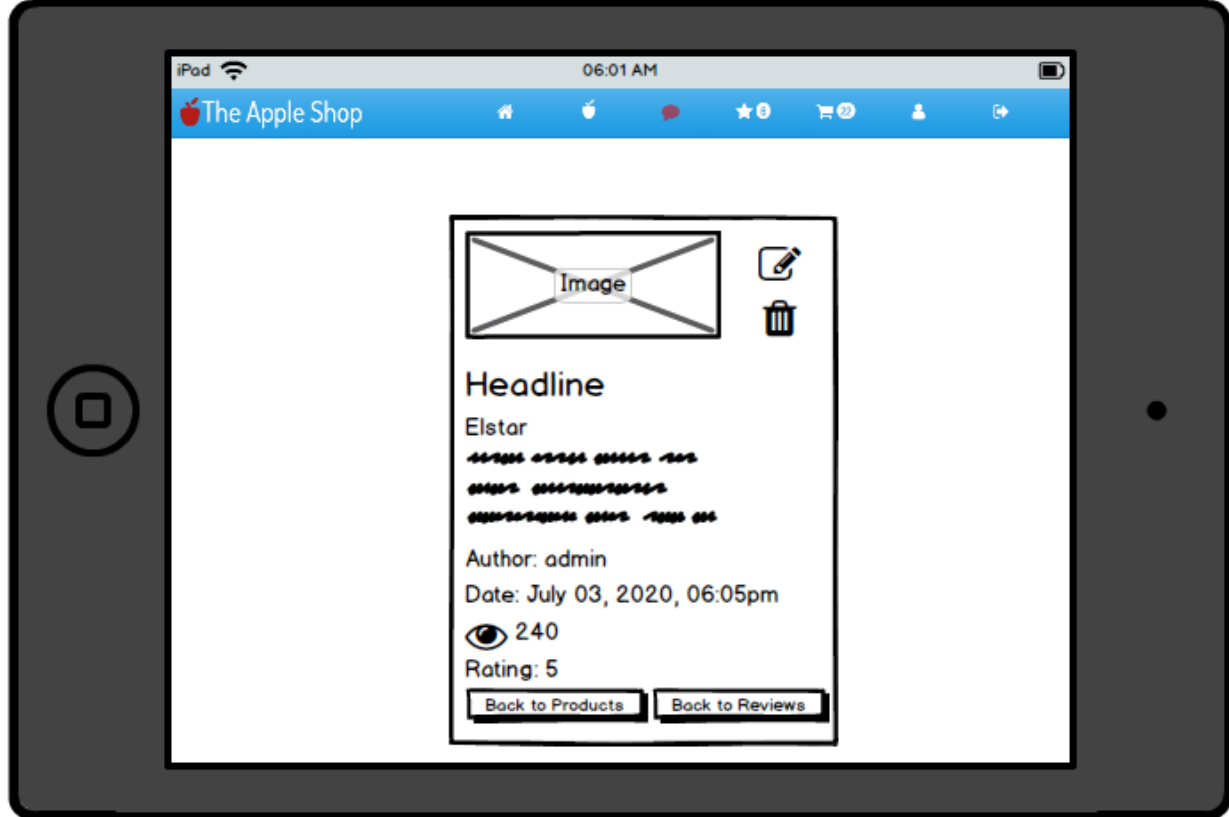 iPad 06:01 AM
The Apple Shop 22
Image
Headline
Elstar
Author: admin
Date: July 03, 2020, 06:05pm
240
Rating: 5
Back to Products Back to Reviews